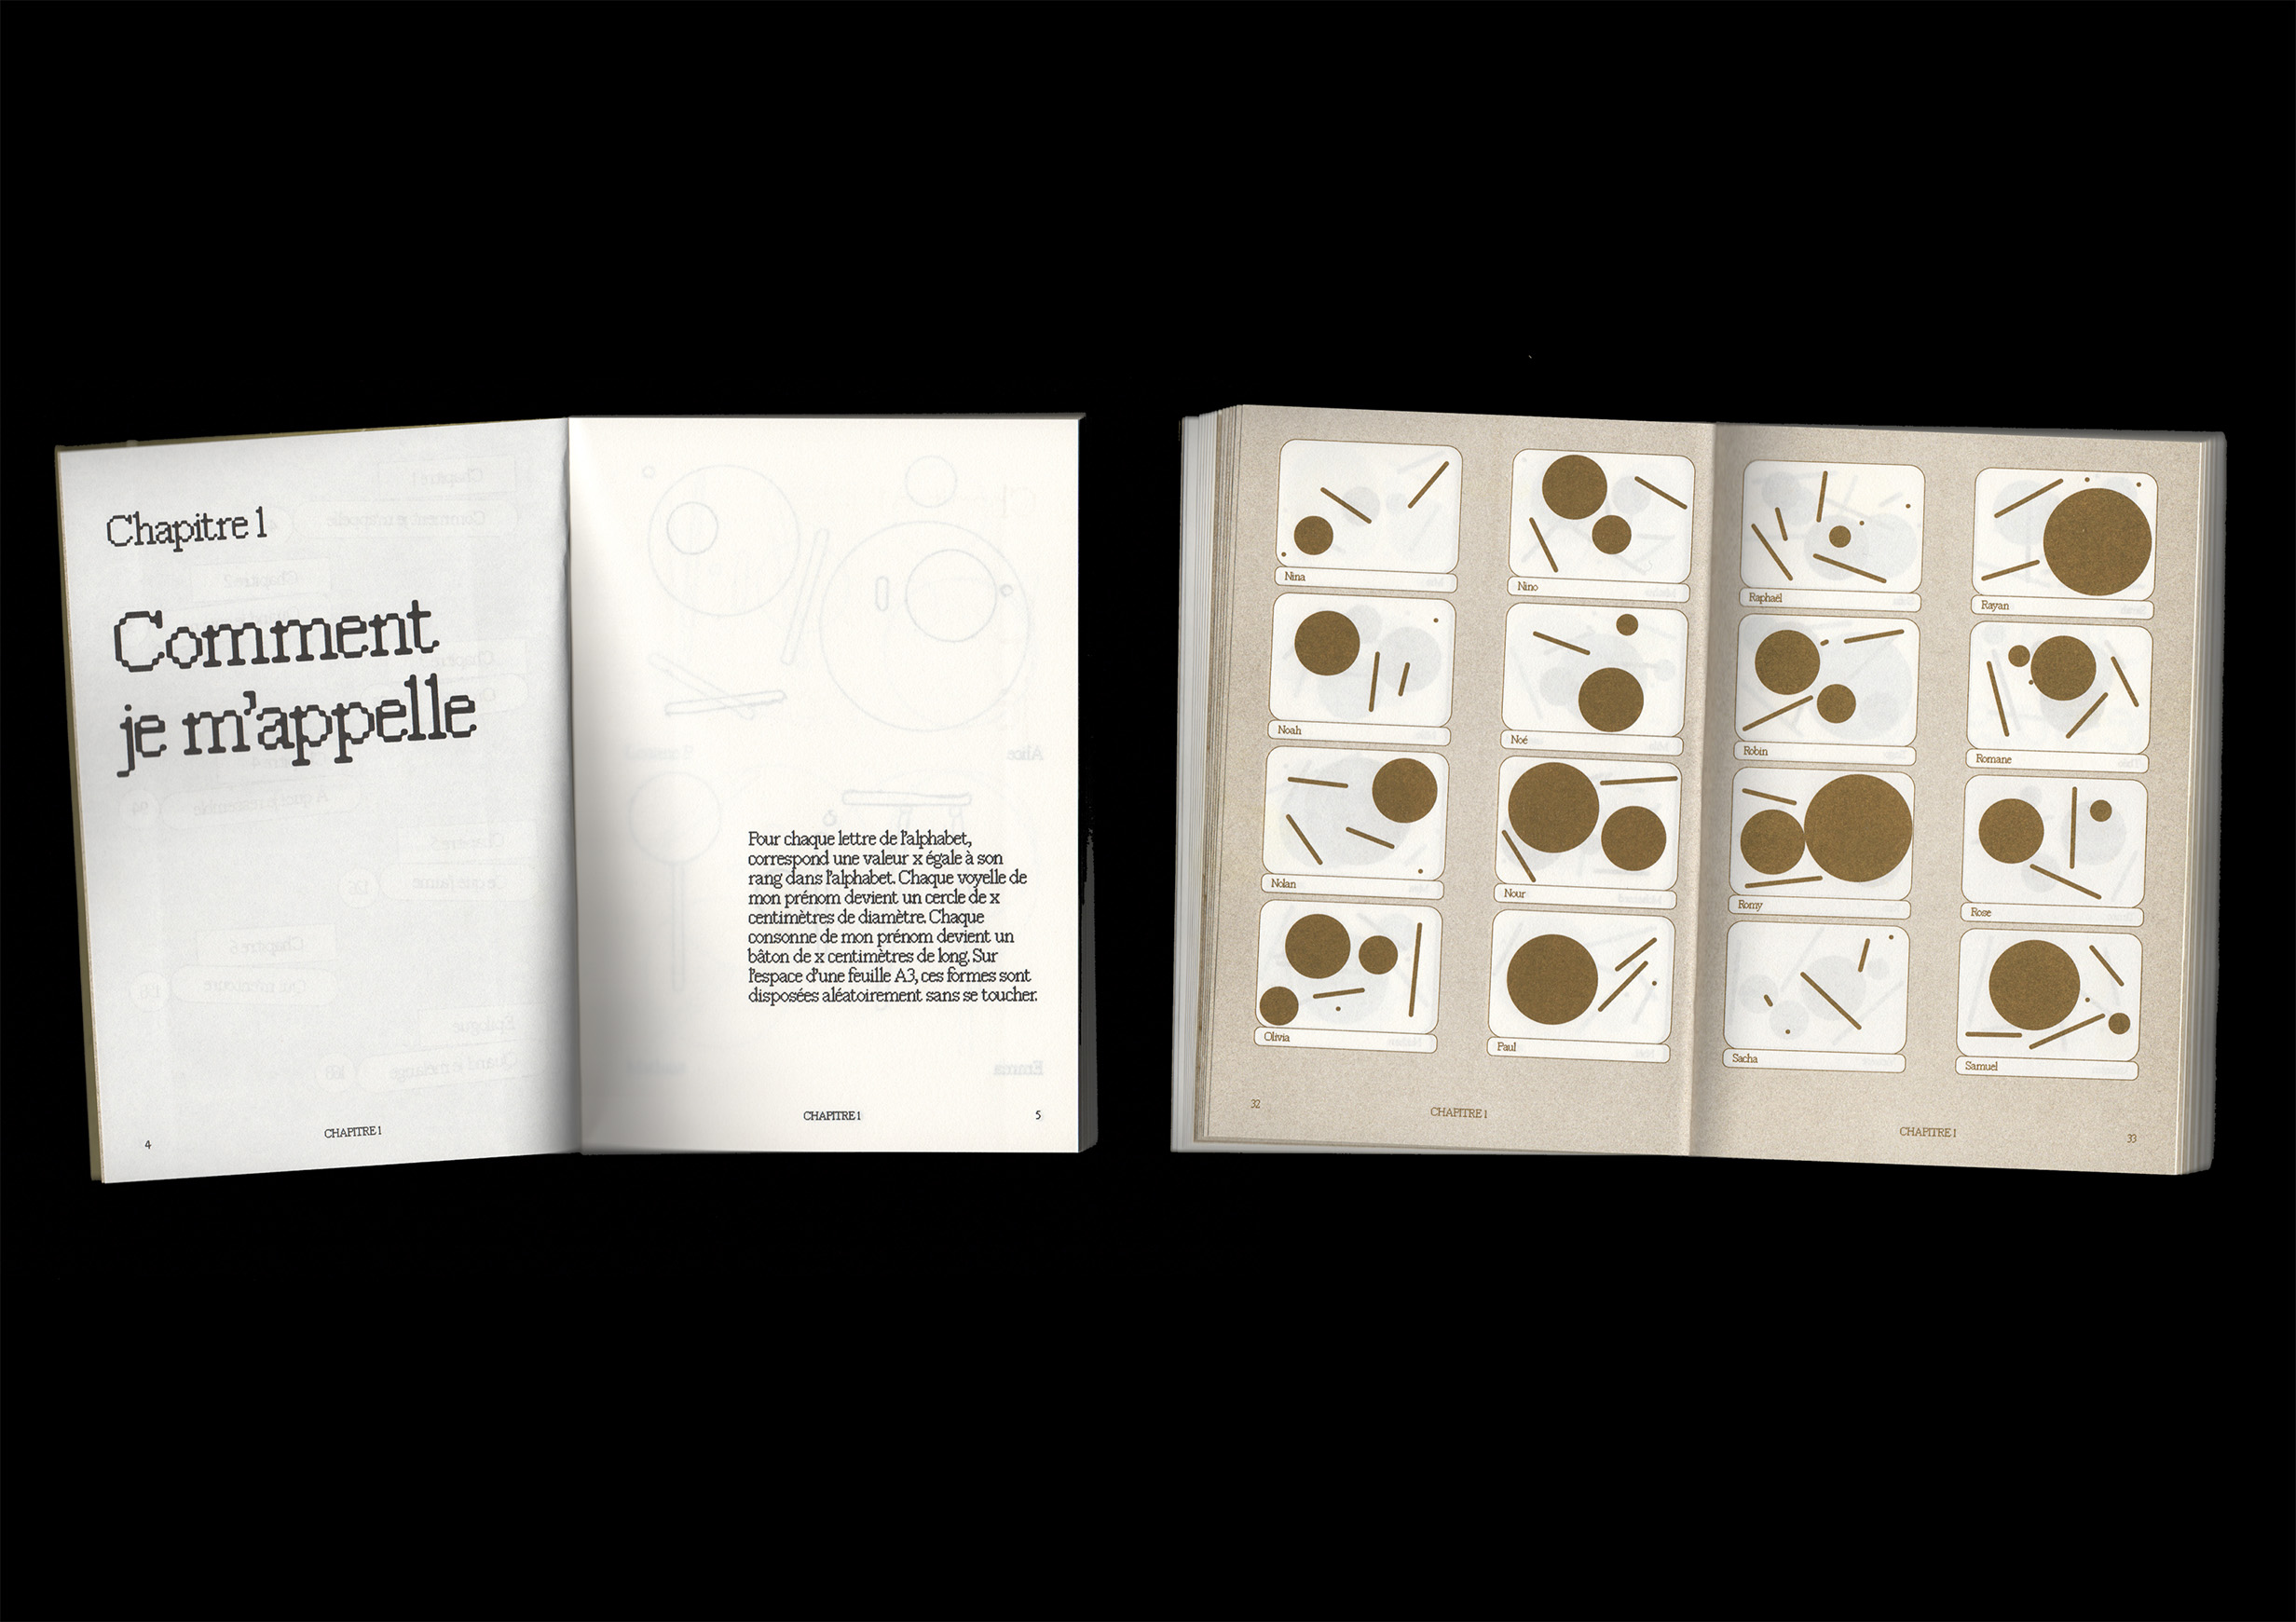 Chapitre 1
Comment
je m'appelle
4
CHAPITRE 1
Pour chaque lettre de l'alphabet,
correspond une valeur x égale à son
rang dans l'alphabet. Chaque voyelle de
mon prénom devient un cercle de x
centimètres de diamètre. Chaque
consonne de mon prénom devient un
bâton de x centimètres de long. Sur
l'espace d'une feuille A3, ces formes sont
disposées aléatoirement sans se toucher.
Alice
Emma
CHAPITRE 1
5
Nina
Nino
Noah
Noé
Nolan
Nour
Olivia
Paul
32
CHAPITRE 1
Raphaël
Rayan
Robin
Romane
Romy
Rose
Sacha
Samuel
CHAPITRE 1
33